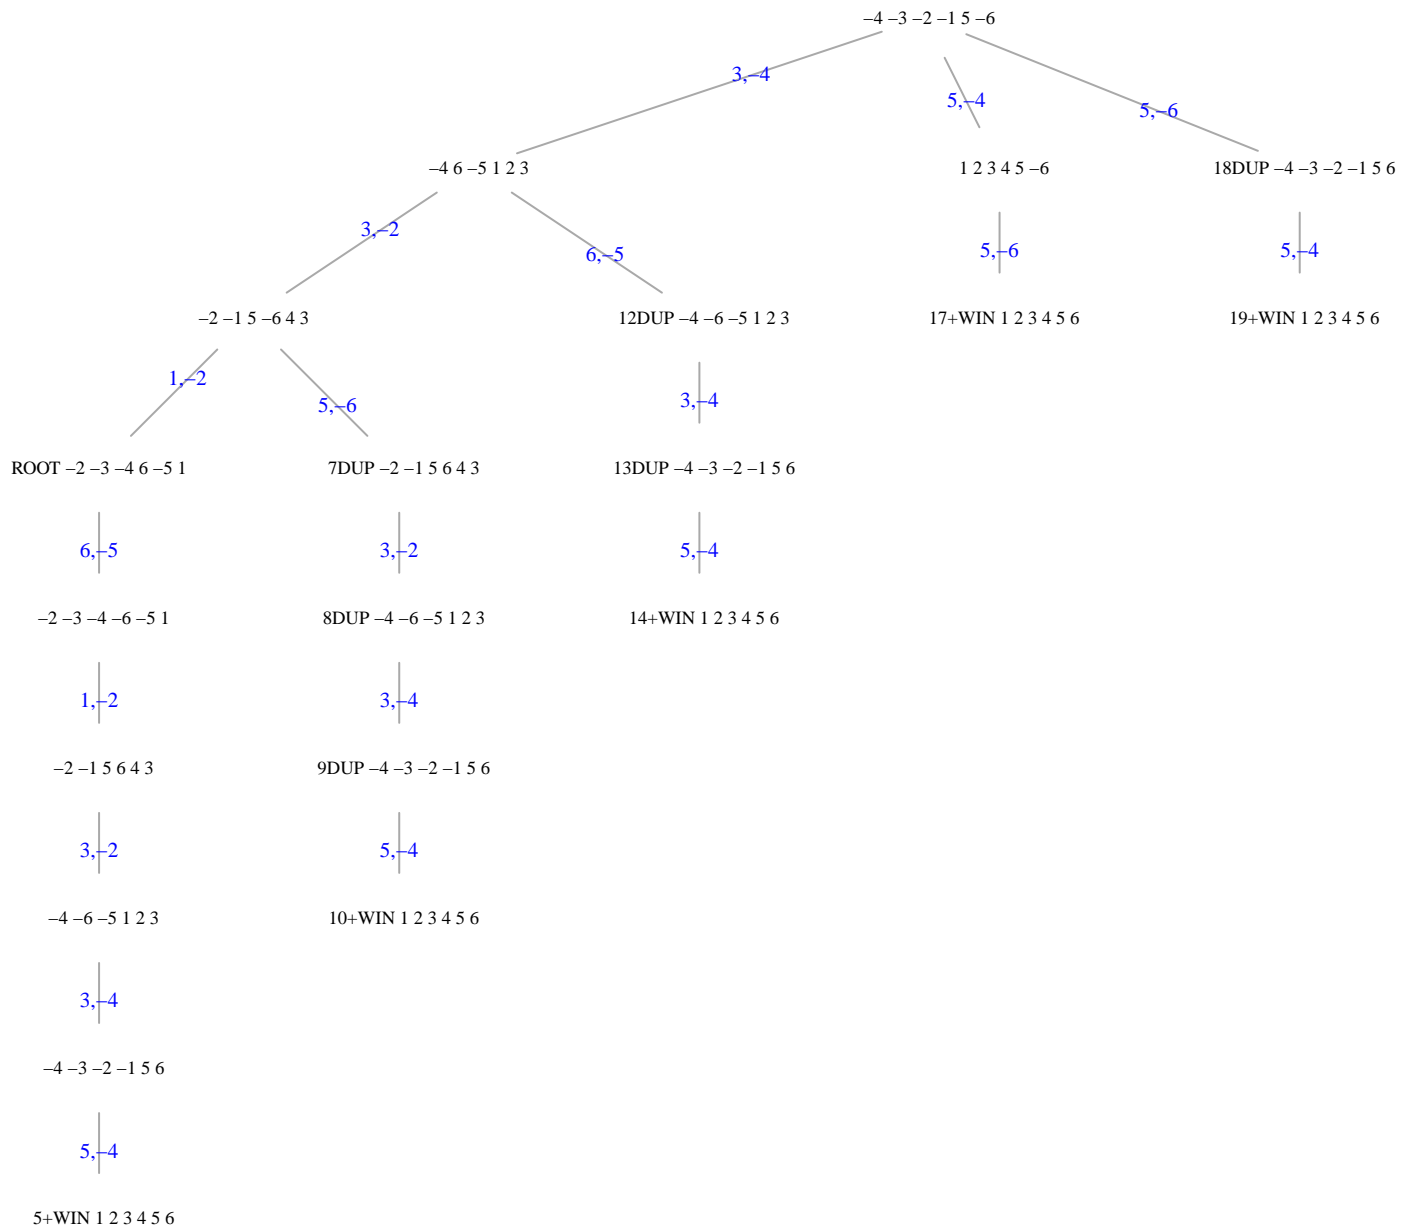 –4 –3 –2 –1 5 –6
3,–4
5,–4
5,–6
–4 6 –5 1 2 3
1 2 3 4 5 –6
18DUP –4 –3 –2 –1 5 6
3,–2
6,–5
5,–6
5,–4
–2 –1 5 –6 4 3
12DUP –4 –6 –5 1 2 3
17+WIN 1 2 3 4 5 6
19+WIN 1 2 3 4 5 6
1,–2
5,–6
3,–4
ROOT –2 –3 –4 6 –5 1
7DUP –2 –1 5 6 4 3
13DUP –4 –3 –2 –1 5 6
6,–5
3,–2
5,–4
–2 –3 –4 –6 –5 1
8DUP –4 –6 –5 1 2 3
14+WIN 1 2 3 4 5 6
1,–2
3,–4
–2 –1 5 6 4 3
9DUP –4 –3 –2 –1 5 6
3,–2
5,–4
–4 –6 –5 1 2 3
10+WIN 1 2 3 4 5 6
3,–4
–4 –3 –2 –1 5 6
5,–4
5+WIN 1 2 3 4 5 6